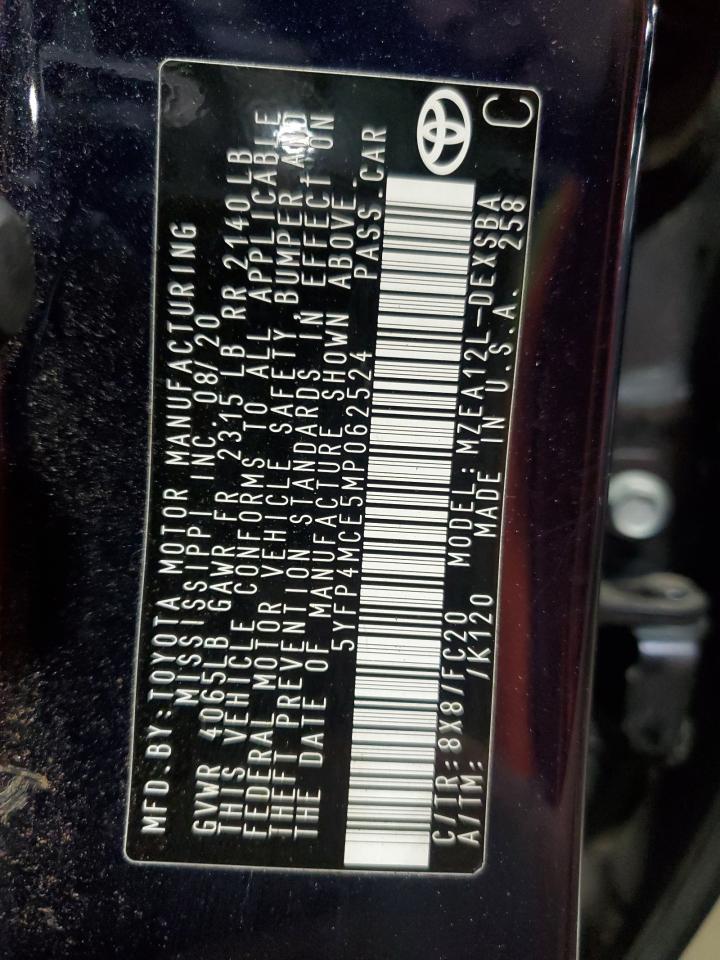 MFD.BY:TOYOTA MOTOR MANUFACTURING
MISSISSIPPI INC. 08/20
GVWR 4065LB GAWR FR 2315 LB RR 2140LB
THIS VEHICLE CONFORMS TO ALL APPLICABLE
FEDERAL MOTOR VEHICLE SAFETY, BUMPER AND
THEFT PREVENTION STANDARDS IN EFFECT ON
THE DATE OF MANUFACTURE SHOWN ABOVE.
5YFP4MCE5MP062524 PASS.CAR
C/TR:8X8/FC20 MODEL:MZEA12L-DEXSBA
A/TM: /K120 MADE IN U.S.A. 258
C